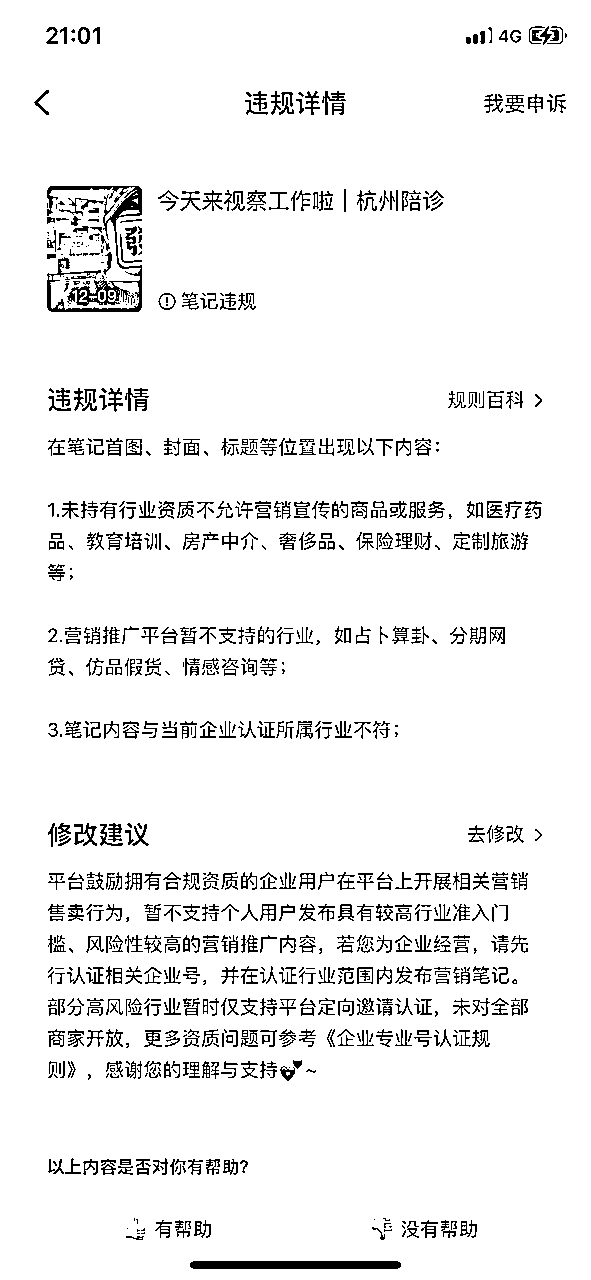 21:01
4G
违规详情
我要申诉
今天来视察工作啦｜杭州陪诊
12-09
笔记违规
违规详情
规则百科
在笔记首图、封面、标题等位置出现以下内容：
1.未持有行业资质不允许营销宣传的商品或服务，如医疗药
品、教育培训、房产中介、奢侈品、保险理财、定制旅游
等；
2.营销推广平台暂不支持的行业，如占卜算卦、分期网
贷、仿品假货、情感咨询等；
3.笔记内容与当前企业认证所属行业不符；
修改建议
去修改
平台鼓励拥有合规资质的企业用户在平台上开展相关营销
售卖行为，暂不支持个人用户发布具有较高行业准入门
槛、风险性较高的营销推广内容，若您为企业经营，请先
行认证相关企业号，并在认证行业范围内发布营销笔记。
部分高风险行业暂时仅支持平台定向邀请认证，未对全部
商家开放，更多资质问题可参考《企业专业号认证规
则》，感谢您的理解与支持💕~
以上内容是否对你有帮助？
有帮助
没有帮助